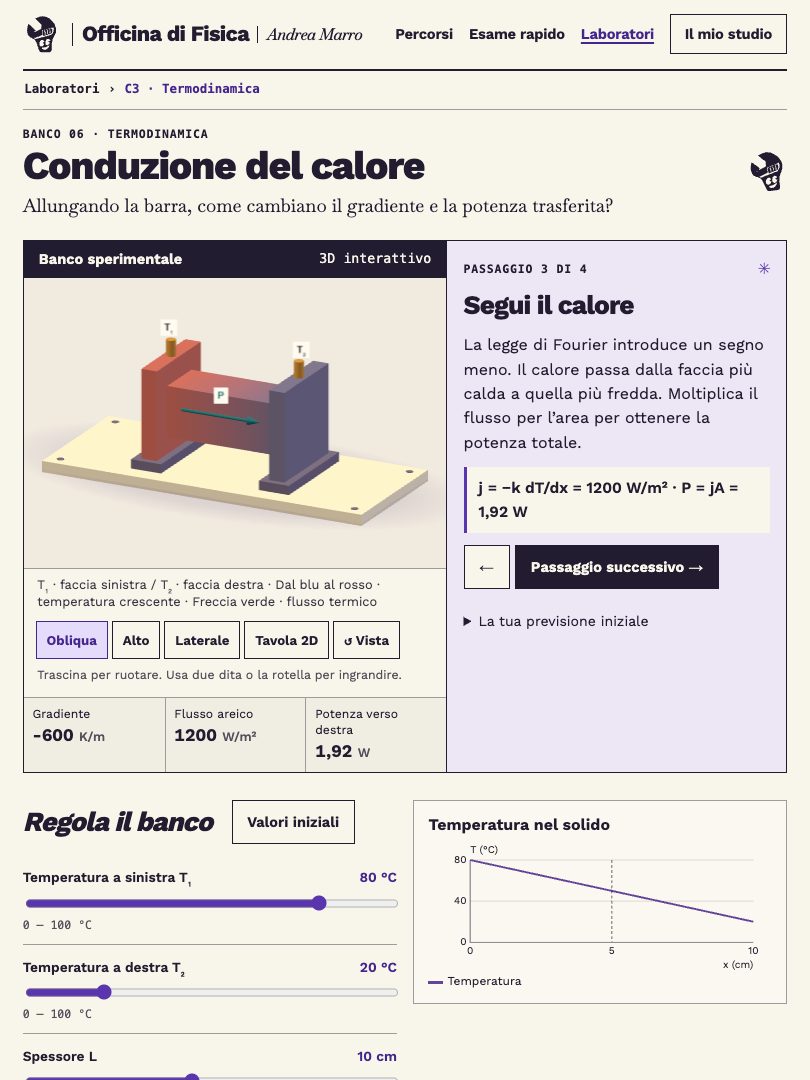 Officina di Fisica
Andrea Marro
Percorsi
Esame rapido
Laboratori
Il mio studio
Laboratori › C3 · Termodinamica
BANCO 06 · TERMODINAMICA
Conduzione del calore
Allungando la barra, come cambiano il gradiente e la potenza trasferita?
Banco sperimentale
3D interattivo
T₁
T₂
P
T₁ · faccia sinistra / T₂ · faccia destra · Dal blu al rosso ·
temperatura crescente · Freccia verde · flusso termico
Obliqua
Alto
Laterale
Tavola 2D
↺ Vista
Trascina per ruotare. Usa due dita o la rotella per ingrandire.
Gradiente
-600 K/m
Flusso areico
1200 W/m²
Potenza verso
destra
1,92 W
PASSAGGIO 3 DI 4
Segui il calore
La legge di Fourier introduce un segno
meno. Il calore passa dalla faccia più
calda a quella più fredda. Moltiplica il
flusso per l’area per ottenere la
potenza totale.
j = −k dT/dx = 1200 W/m² · P = jA =
1,92 W
←
Passaggio successivo →
▶ La tua previsione iniziale
Regola il banco
Valori iniziali
Temperatura a sinistra T₁
80 °C
0 — 100 °C
Temperatura a destra T₂
20 °C
0 — 100 °C
Spessore L
10 cm
Temperatura nel solido
T (°C)
80
40
0
0
5
10
x (cm)
Temperatura